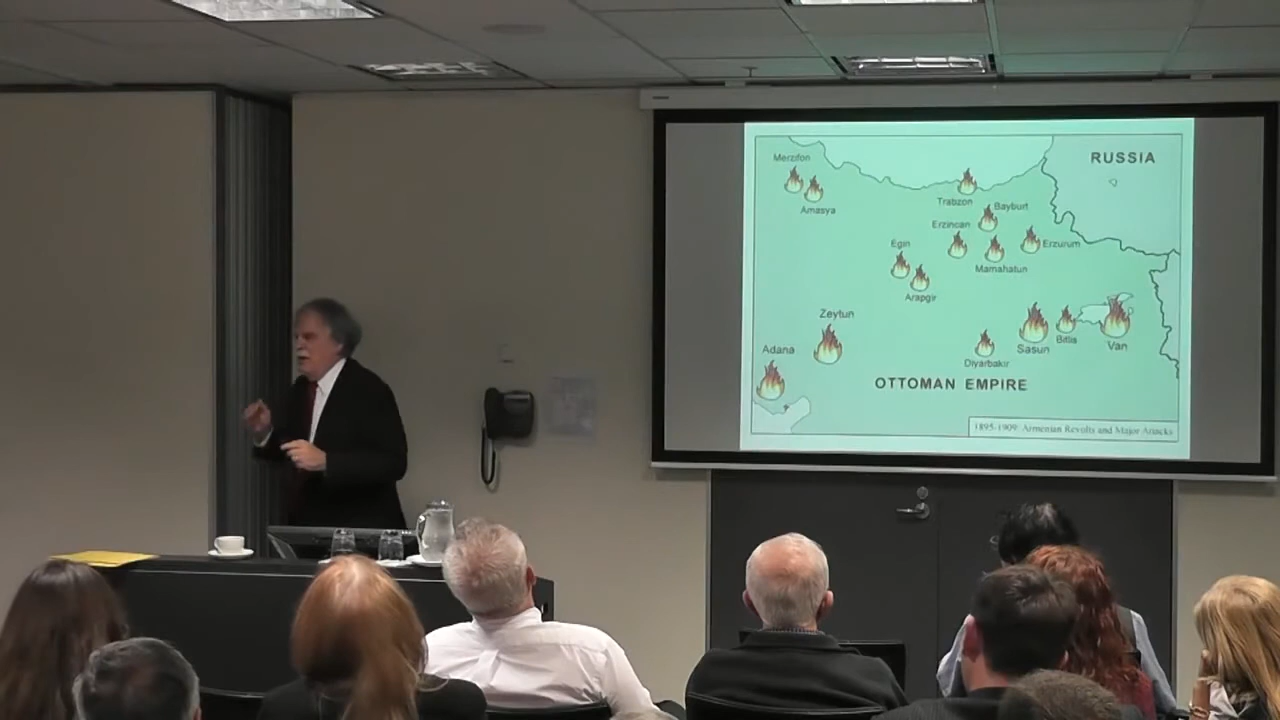 Merzifon
RUSSIA
Amasya
Trabzon
Bayburt
Erzincan
Erzurum
Egin
Mamahatun
Arapgir
Zeytun
Adana
Sasun
Bitlis
Van
Diyarbakir
OTTOMAN EMPIRE
1895-1909: Armenian Revolts and Major Attacks